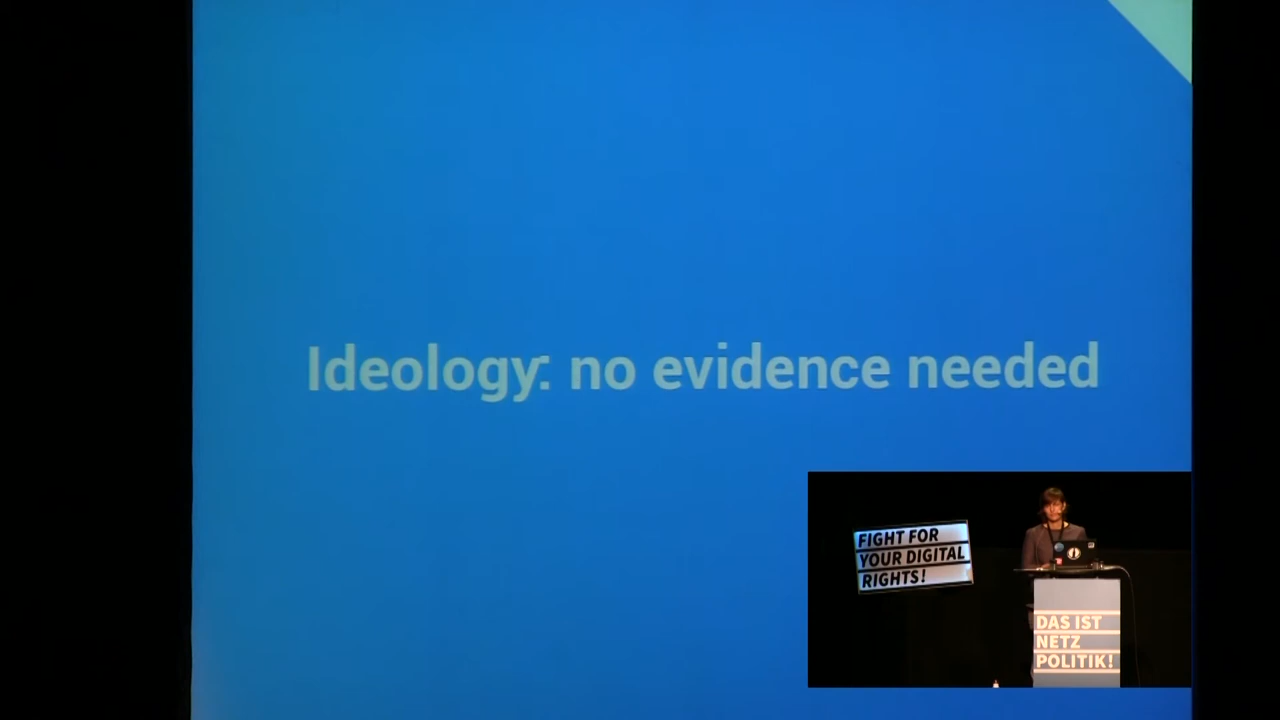 Ideology: no evidence needed
FIGHT FOR
YOUR DIGITAL
RIGHTS!
DAS IST
NETZ
POLITIK!